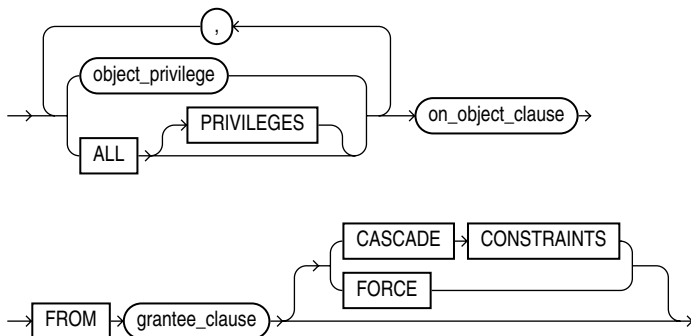 ,
object_privilege
PRIVILEGES
on_object_clause
ALL
CASCADE CONSTRAINTS
FORCE
FROM grantee_clause